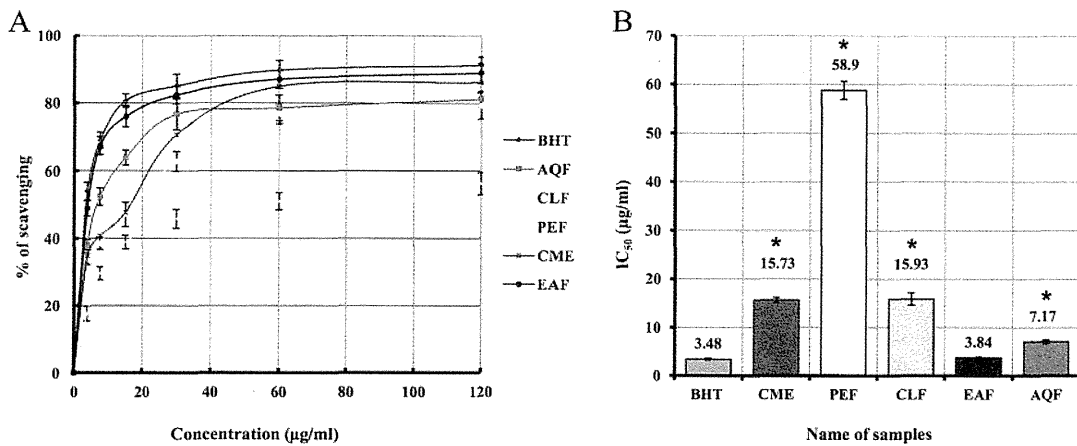 A
100
80
60
40
20
0
% of scavenging
0 20 40 60 80 100 120
Concentration (µg/ml)
BHT
AQF
CLF
PEF
CME
EAF
B
70
60
50
40
30
20
10
0
IC50 (µg/ml)
3.48
*
15.73
*
58.9
*
15.93
3.84
*
7.17
BHT CME PEF CLF EAF AQF
Name of samples